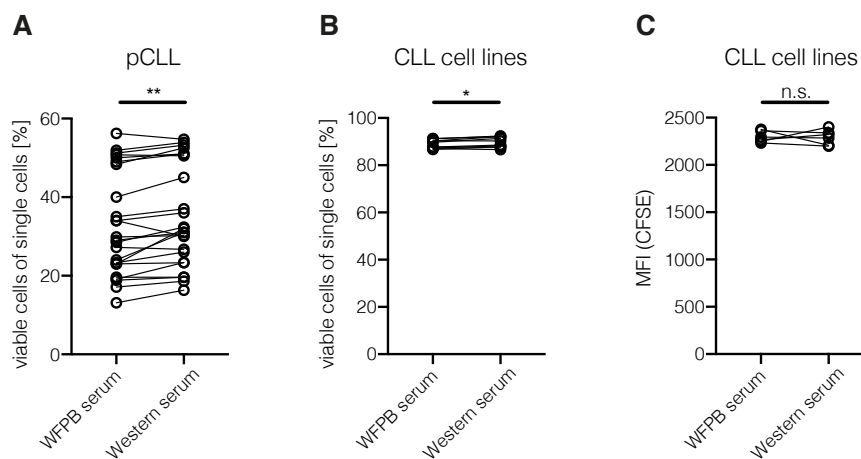 A
pCLL
**
viable cells of single cells [%]
60
40
20
0
WFPB serum
Western serum
B
CLL cell lines
*
viable cells of single cells [%]
100
80
60
40
20
0
WFPB serum
Western serum
C
CLL cell lines
n.s.
MFI (CFSE)
2500
2000
1500
1000
500
0
WFPB serum
Western serum